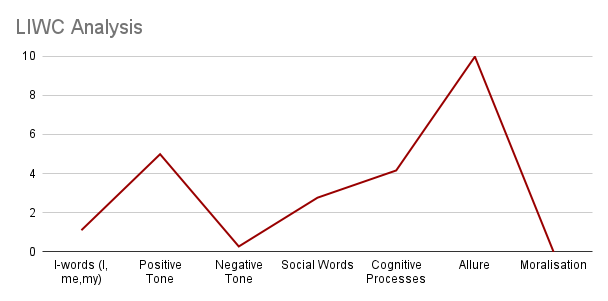 LIWC Analysis
10
8
6
4
2
0
I-words (I,
me,my)
Positive
Tone
Negative
Tone
Social Words
Cognitive
Processes
Allure
Moralisation